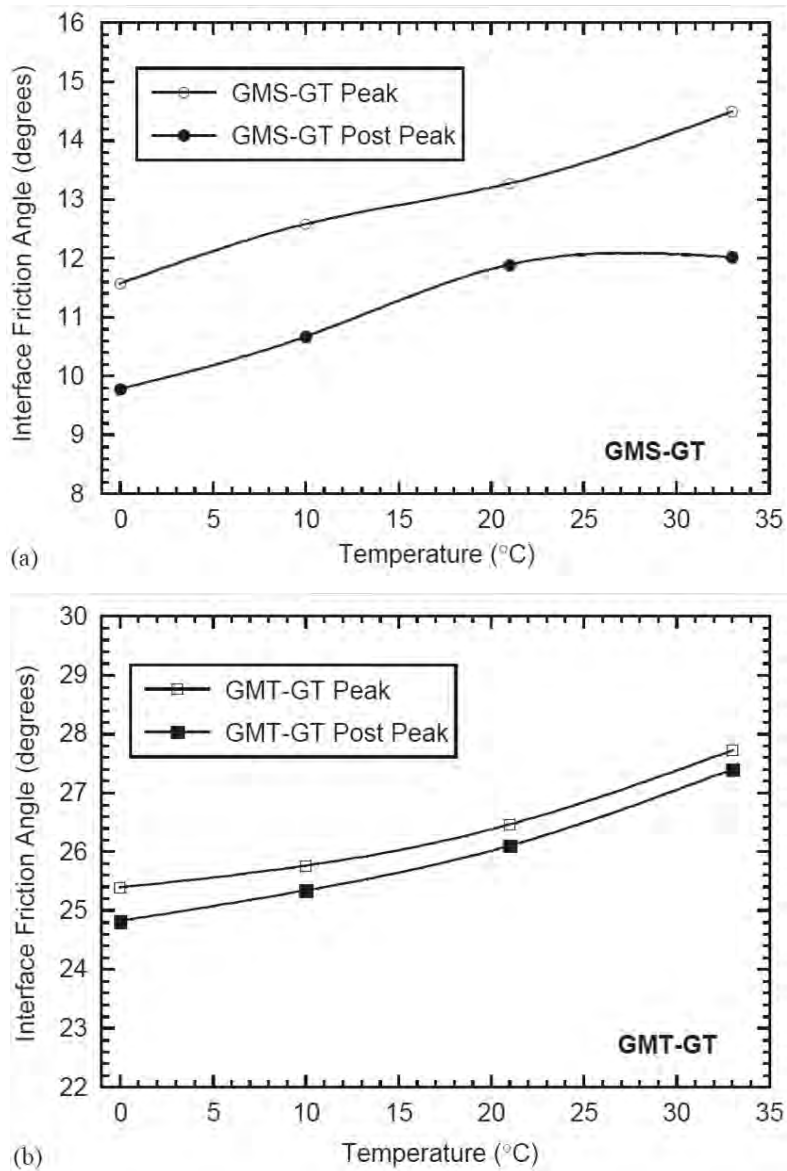 16
15
14
13
12
11
10
9
8
Interface Friction Angle (degrees)
GMS-GT Peak
GMS-GT Post Peak
GMS-GT
0 5 10 15 20 25 30 35
(a)
Temperature (°C)
30
29
28
27
26
25
24
23
22
Interface Friction Angle (degrees)
GMT-GT Peak
GMT-GT Post Peak
GMT-GT
0 5 10 15 20 25 30 35
(b)
Temperature (°C)